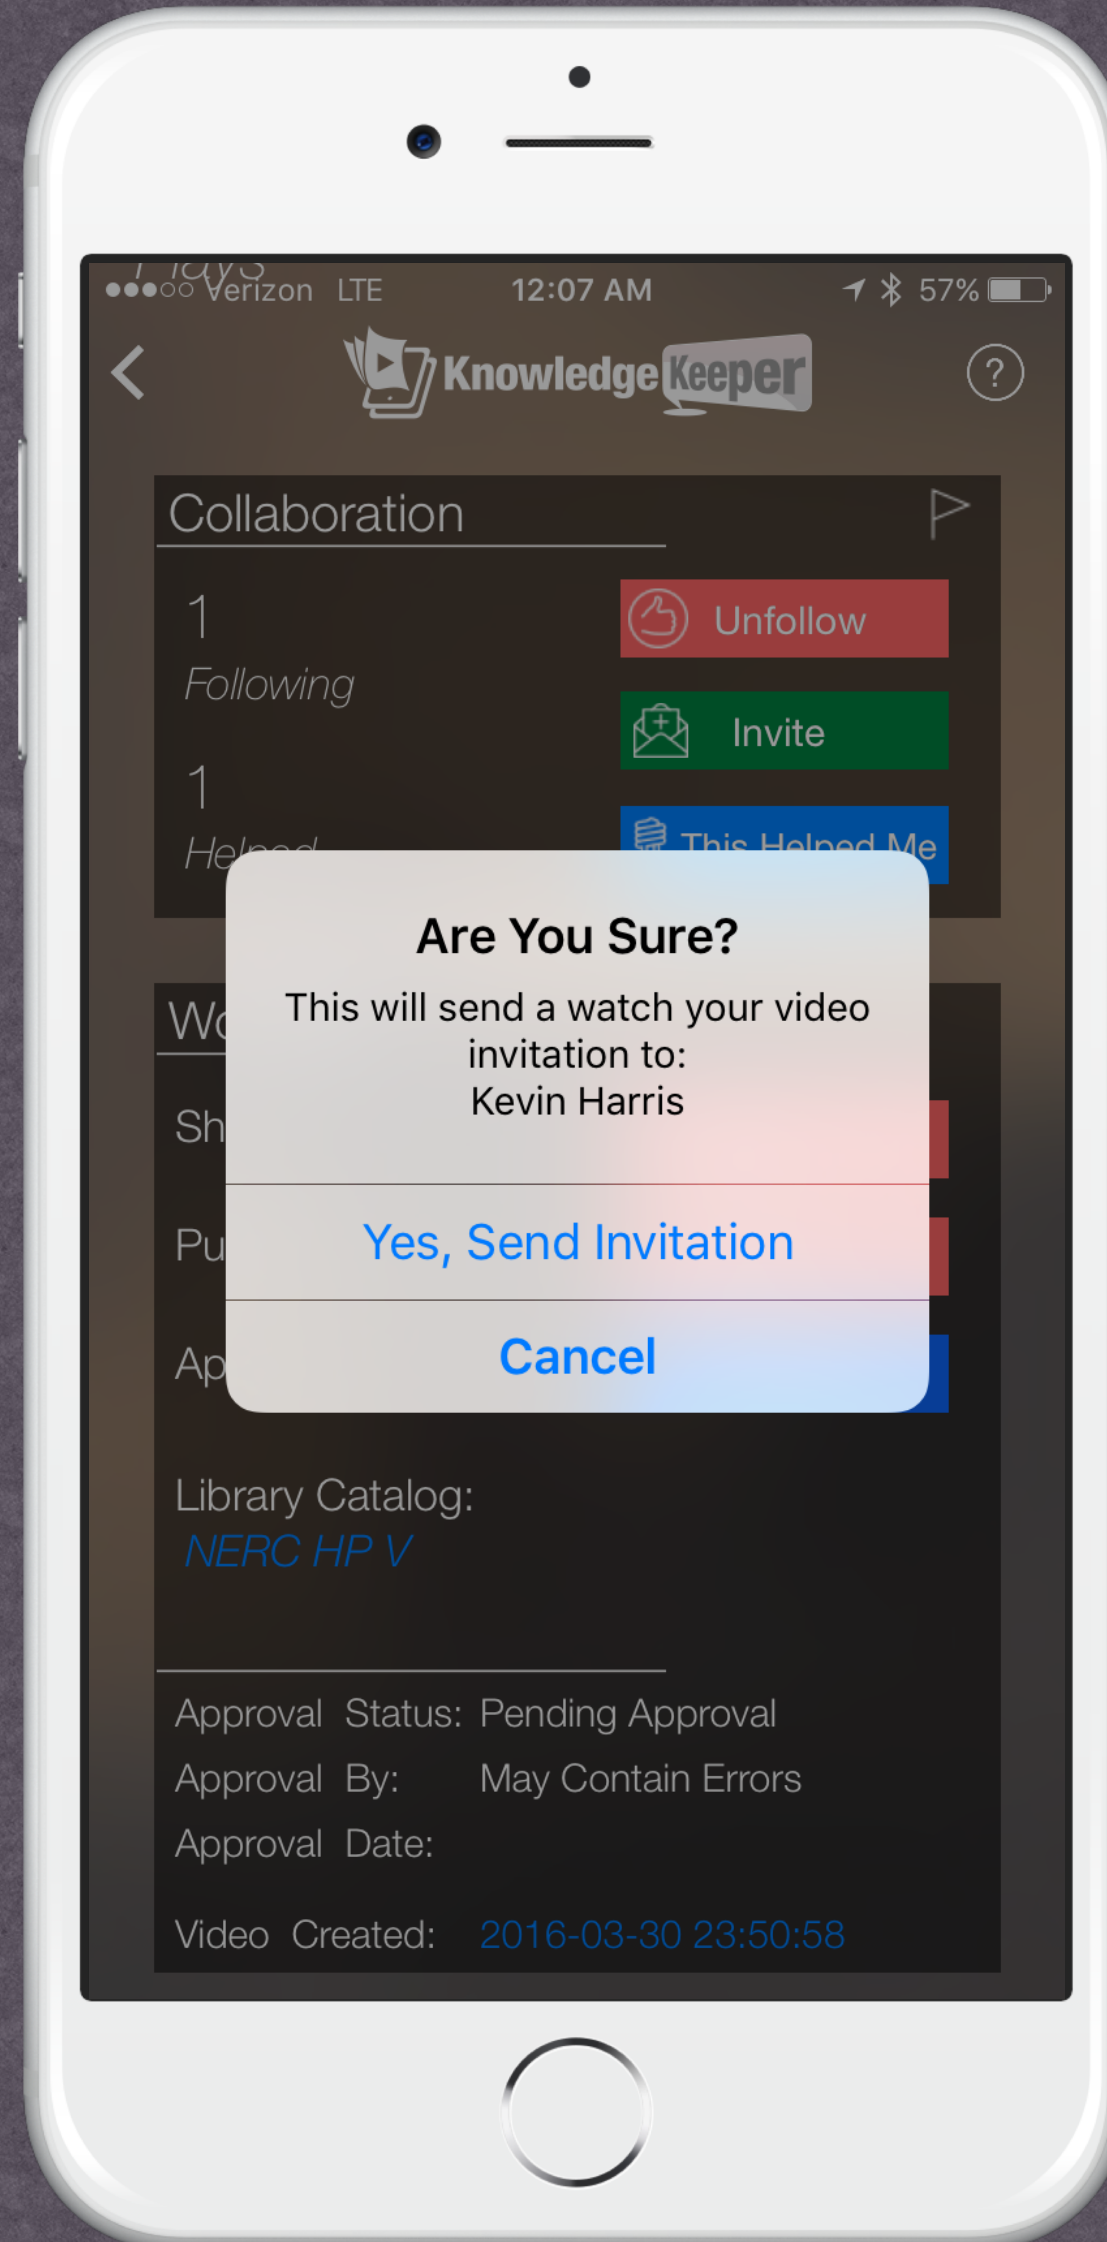 Plays
Verizon LTE 12:07 AM 57%
KnowledgeKeeper ?
Collaboration
1 Unfollow
Following
Invite
1
Helped This Helped Me
Are You Sure?
This will send a watch your video
invitation to:
Kevin Harris
Yes, Send Invitation
Cancel
Library Catalog:
NERC HP V
Approval Status: Pending Approval
Approval By: May Contain Errors
Approval Date:
Video Created: 2016-03-30 23:50:58